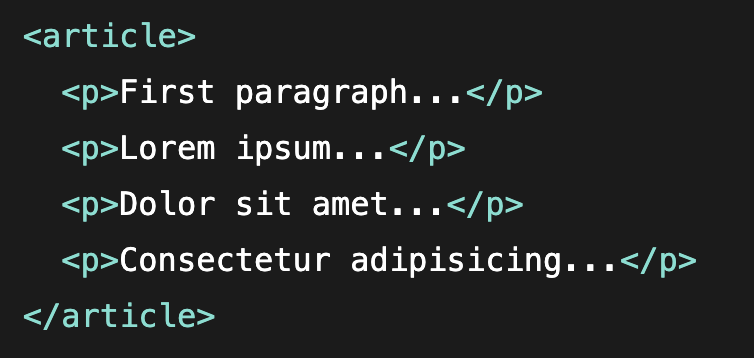 <article>
  <p>First paragraph...</p>
  <p>Lorem ipsum...</p>
  <p>Dolor sit amet...</p>
  <p>Consectetur adipisicing...</p>
</article>